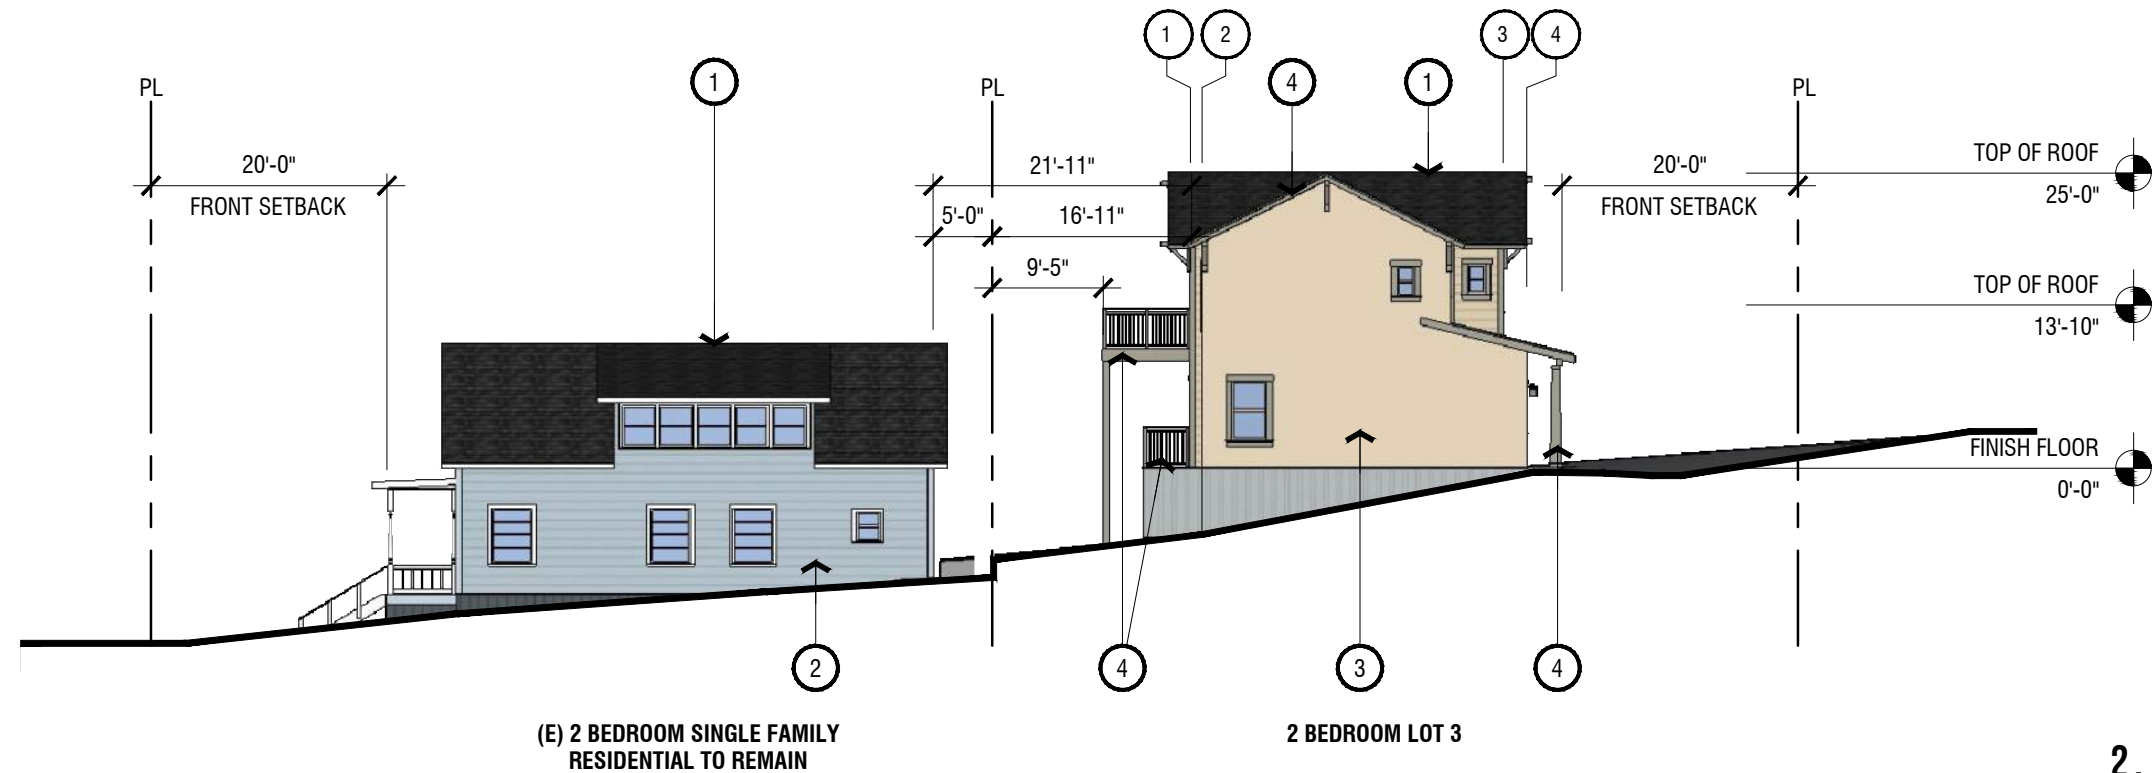 1
2
3
4
1
4
1
PL
PL
PL
20'-0"
21'-11"
20'-0"
TOP OF ROOF
25'-0"
FRONT SETBACK
5'-0"
16'-11"
FRONT SETBACK
9'-5"
TOP OF ROOF
13'-10"
FINISH FLOOR
0'-0"
2
4
3
4
(E) 2 BEDROOM SINGLE FAMILY
RESIDENTIAL TO REMAIN
2 BEDROOM LOT 3
2.